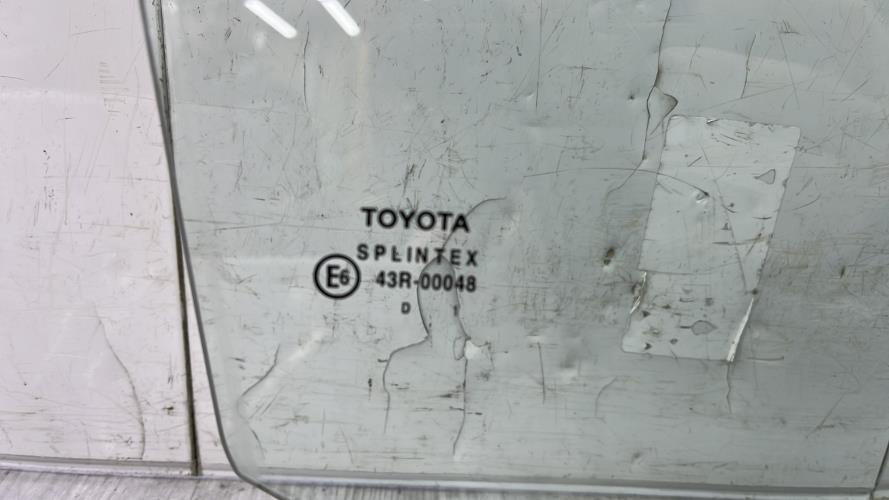 TOYOTA
SPLINTEX
E6 43R-00048
D